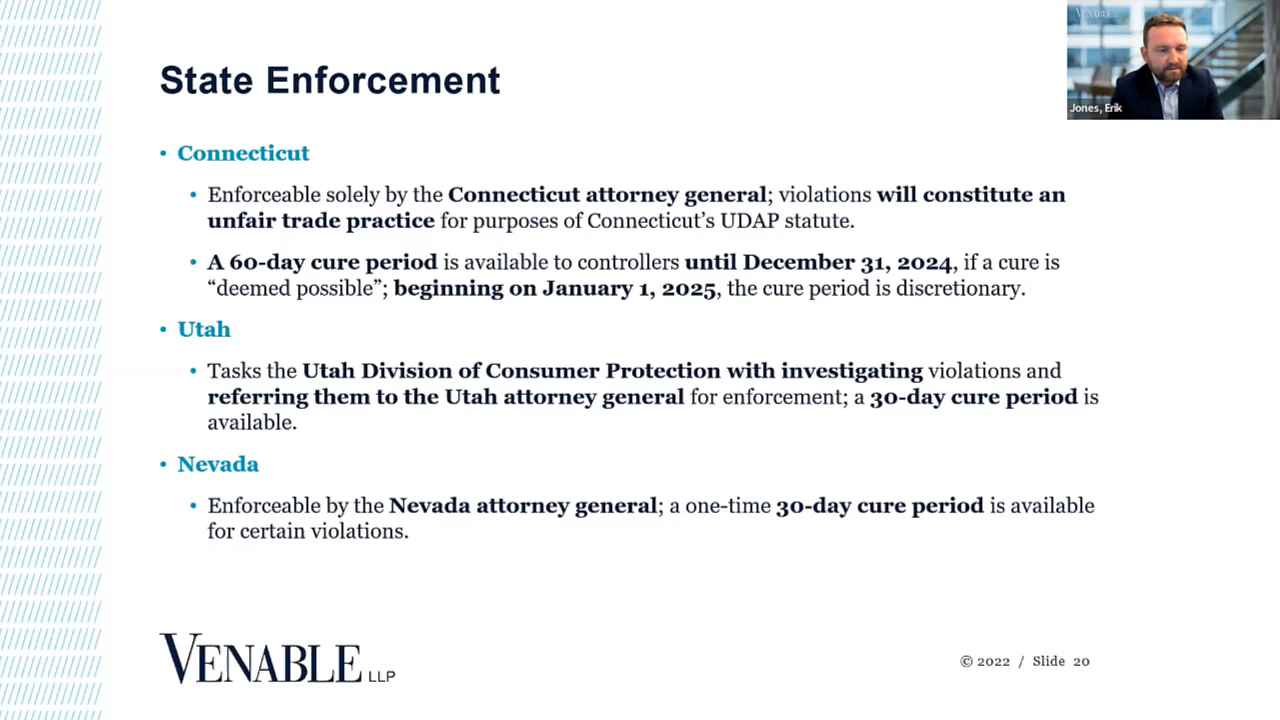 VENABLE
Jones, Erik
State Enforcement
• Connecticut
• Enforceable solely by the Connecticut attorney general; violations will constitute an
unfair trade practice for purposes of Connecticut’s UDAP statute.
• A 60-day cure period is available to controllers until December 31, 2024, if a cure is
“deemed possible”; beginning on January 1, 2025, the cure period is discretionary.
• Utah
• Tasks the Utah Division of Consumer Protection with investigating violations and
referring them to the Utah attorney general for enforcement; a 30-day cure period is
available.
• Nevada
• Enforceable by the Nevada attorney general; a one-time 30-day cure period is available
for certain violations.
VENABLE LLP
© 2022 / Slide 20